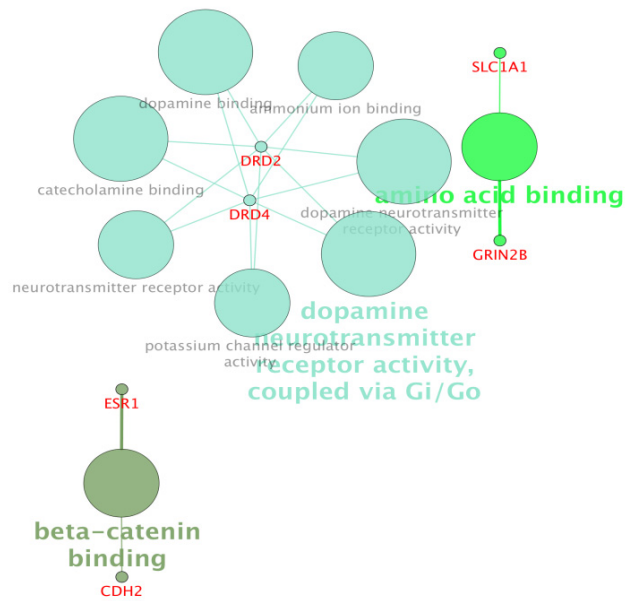 SLC1A1
dopamine binding
ammonium ion binding
DRD2
catecholamine binding
amino acid binding
DRD4
dopamine neurotransmitter
receptor activity
GRIN2B
neurotransmitter receptor activity
dopamine
neurotransmitter
receptor activity,
coupled via Gi/Go
potassium channel regulator
activity
ESR1
beta-catenin
binding
CDH2